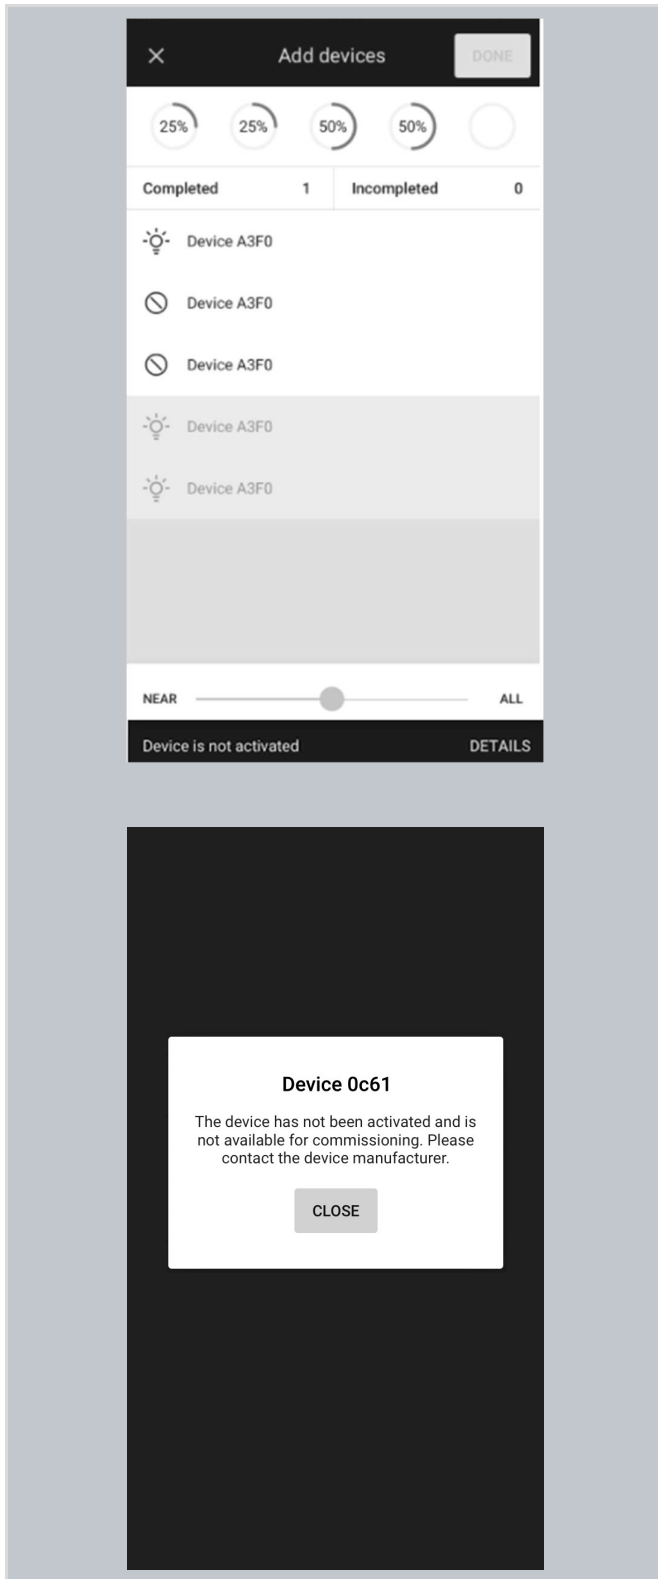 Add devices DONE
25% 25% 50% 50%
Completed 1 Incompleted 0
Device A3F0
Device A3F0
Device A3F0
Device A3F0
Device A3F0
NEAR ALL
Device is not activated DETAILS
Device 0c61
The device has not been activated and is
not available for commissioning. Please
contact the device manufacturer.
CLOSE